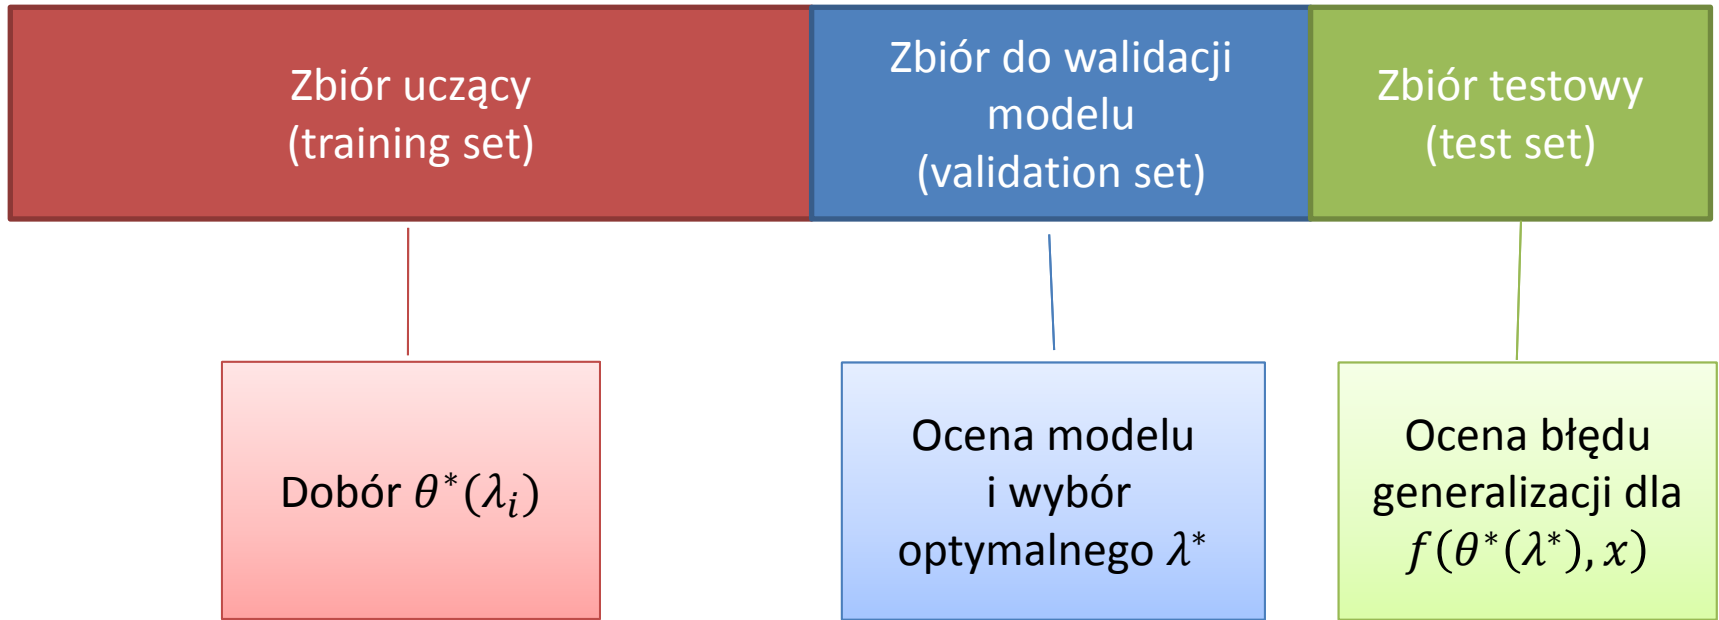 Zbiór uczący
(training set)
Zbiór do walidacji
modelu
(validation set)
Zbiór testowy
(test set)
Dobór θ*(λᵢ)
Ocena modelu
i wybór
optymalnego λ*
Ocena błędu
generalizacji dla
f(θ*(λ*), x)